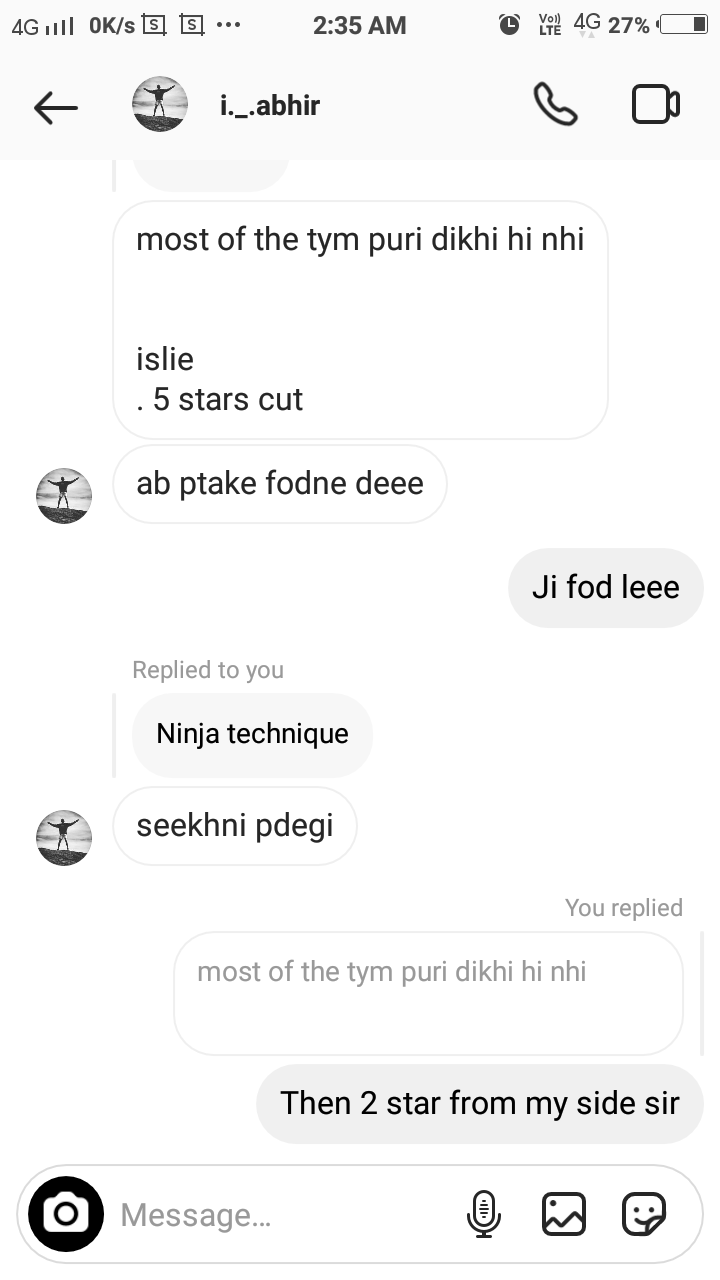 4G 0K/s S S ... 2:35 AM Vo)) LTE 4G 27%
i._.abhir
most of the tym puri dikhi hi nhi
islie
. 5 stars cut
ab ptake fodne deee
Ji fod leee
Replied to you
Ninja technique
seekhni pdegi
You replied
most of the tym puri dikhi hi nhi
Then 2 star from my side sir
Message...